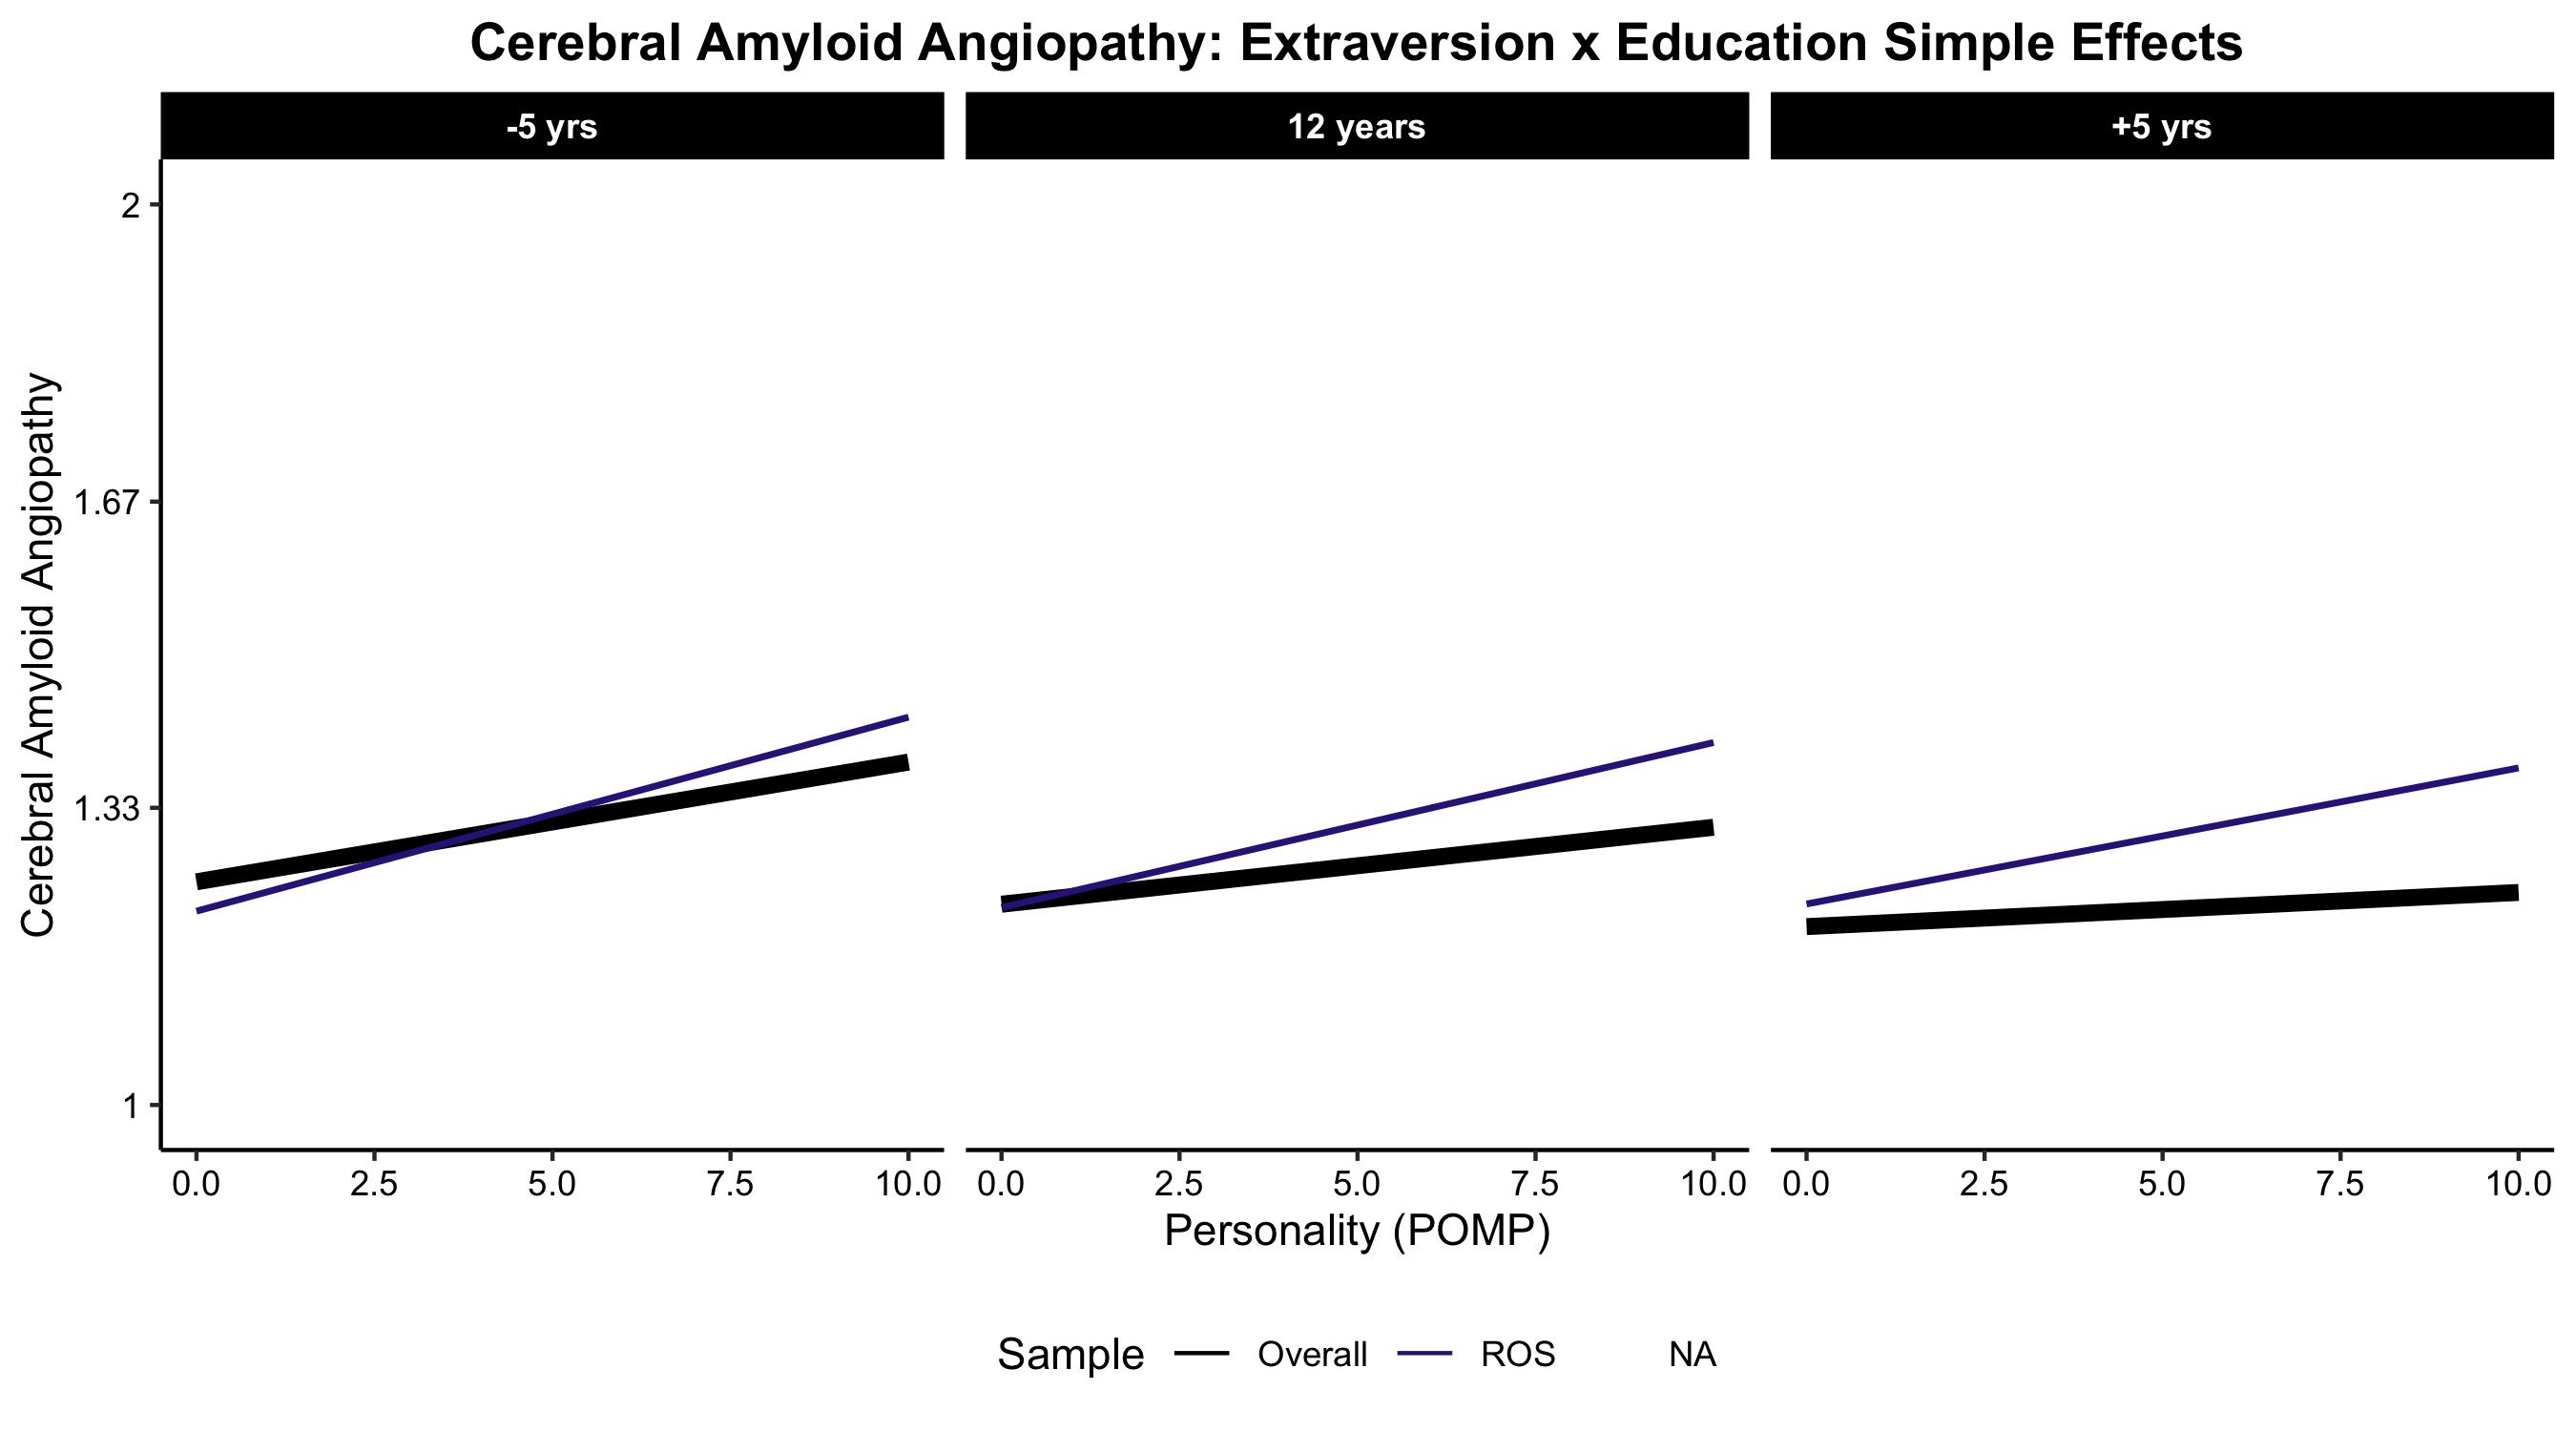 Cerebral Amyloid Angiopathy: Extraversion x Education Simple Effects
-5 yrs
12 years
+5 yrs
Cerebral Amyloid Angiopathy
2
1.67
1.33
1
0.0 2.5 5.0 7.5 10.0
0.0 2.5 5.0 7.5 10.0
0.0 2.5 5.0 7.5 10.0
Personality (POMP)
Sample Overall ROS NA